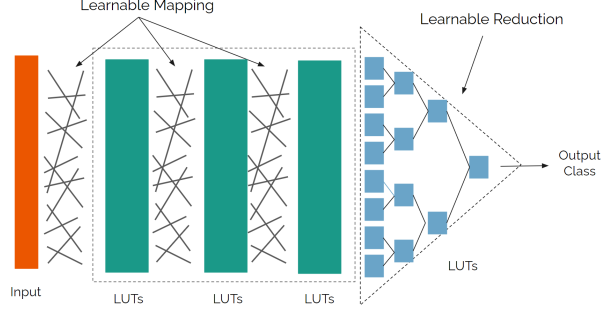 Learnable Mapping
Learnable Reduction
Output
Class
Input
LUTs
LUTs
LUTs
LUTs